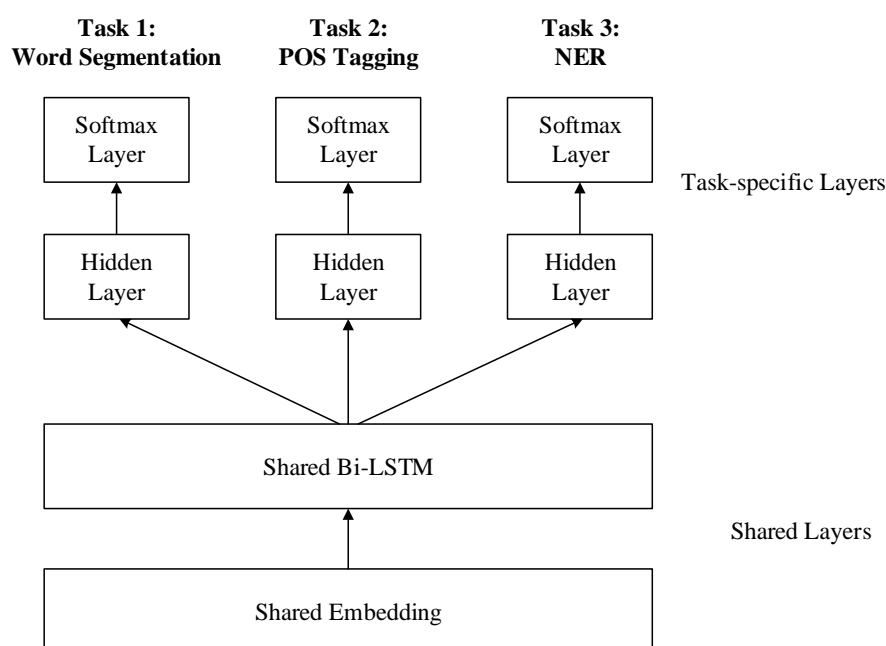 Task 1:
Word Segmentation
Task 2:
POS Tagging
Task 3:
NER
Softmax
Layer
Softmax
Layer
Softmax
Layer
Task-specific Layers
Hidden
Layer
Hidden
Layer
Hidden
Layer
Shared Bi-LSTM
Shared Layers
Shared Embedding